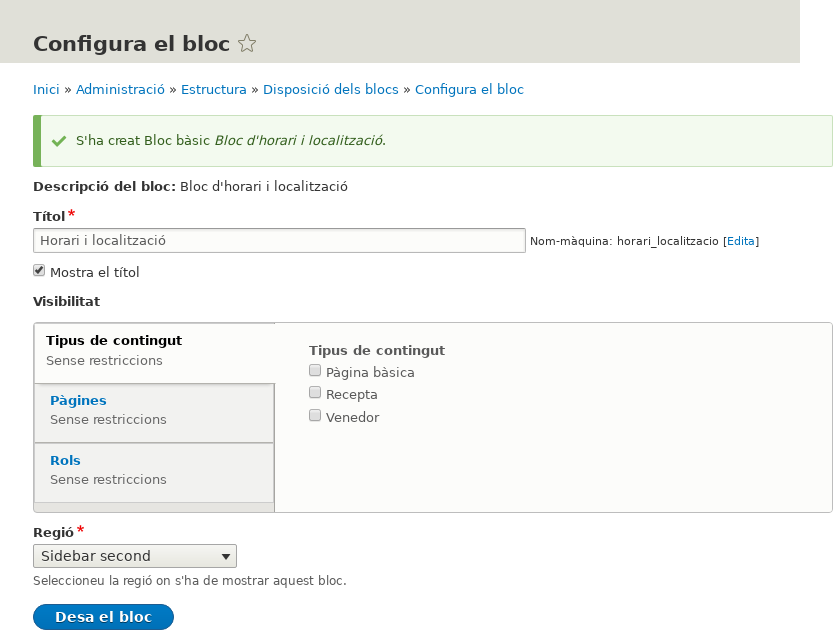 Configura el bloc
Inici » Administració » Estructura » Disposició dels blocs » Configura el bloc
S'ha creat Bloc bàsic Bloc d'horari i localització.
Descripció del bloc: Bloc d'horari i localització
Títol*
Horari i localització Nom-màquina: horari_localitzacio [Edita]
Mostra el títol
Visibilitat
Tipus de contingut
Sense restriccions
Pàgines
Sense restriccions
Rols
Sense restriccions
Tipus de contingut
Pàgina bàsica
Recepta
Venedor
Regió*
Sidebar second
Seleccioneu la regió on s'ha de mostrar aquest bloc.
Desa el bloc